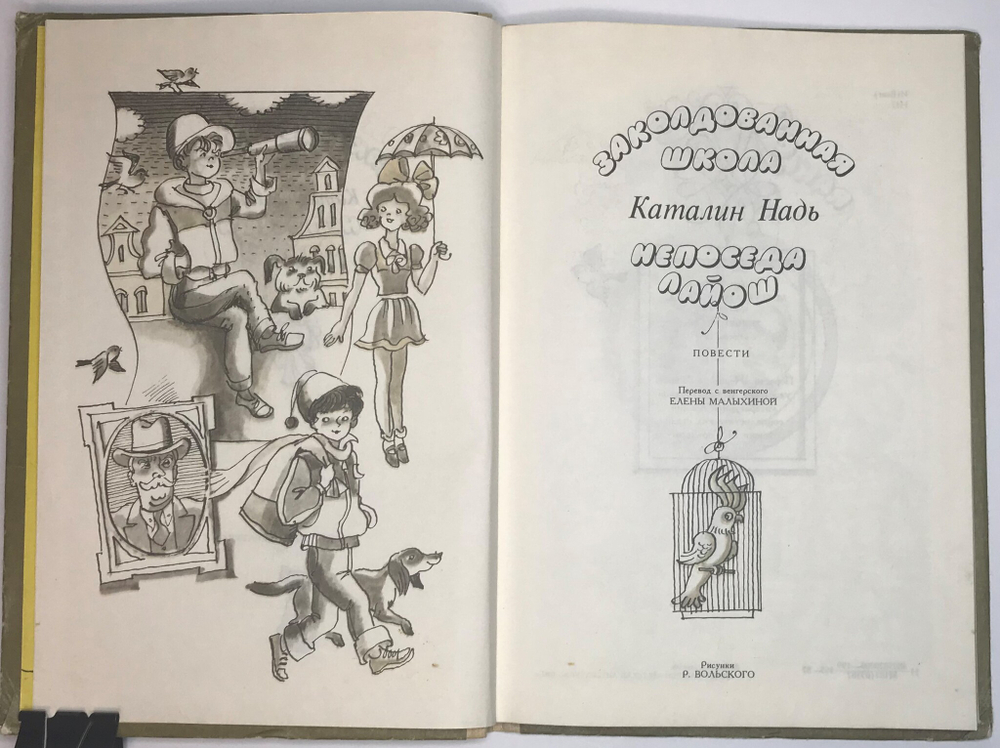 ЗАКОЛДОВАННАЯ
ШКОЛА
Каталин Надь
НЕПОСЕДА
ЛАЙОШ
ПОВЕСТИ
Перевод с венгерского
ЕЛЕНЫ МАЛЫХИНОЙ
Рисунки
Р. ВОЛЬСКОГО